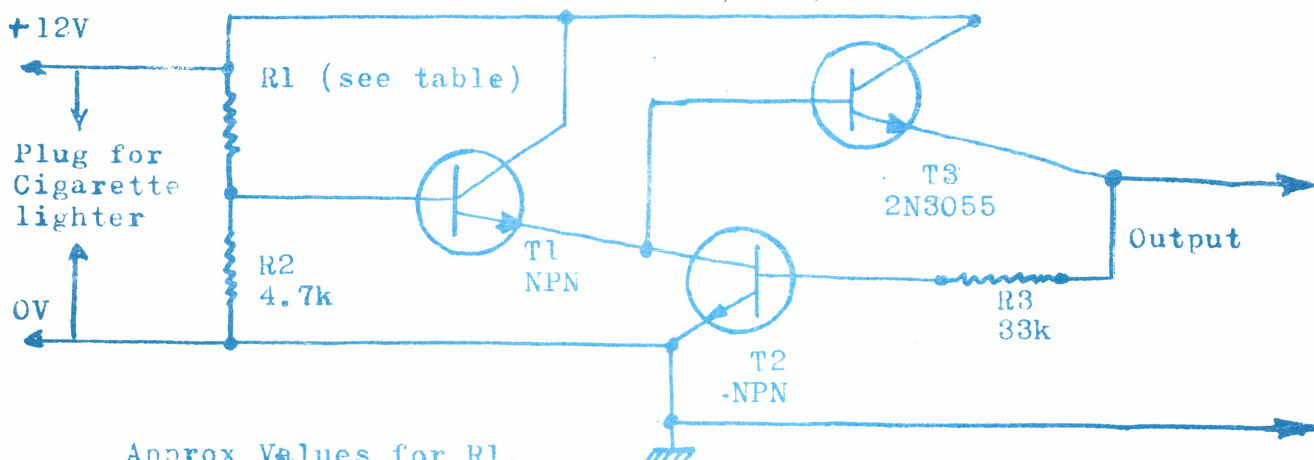 +12V
R1 (see table)
Plug for
Cigarette
lighter
T3
2N3055
Output
T1
NPN
R2
4.7k
R3
33k
0V
T2
-NPN
Approx Values for R1.